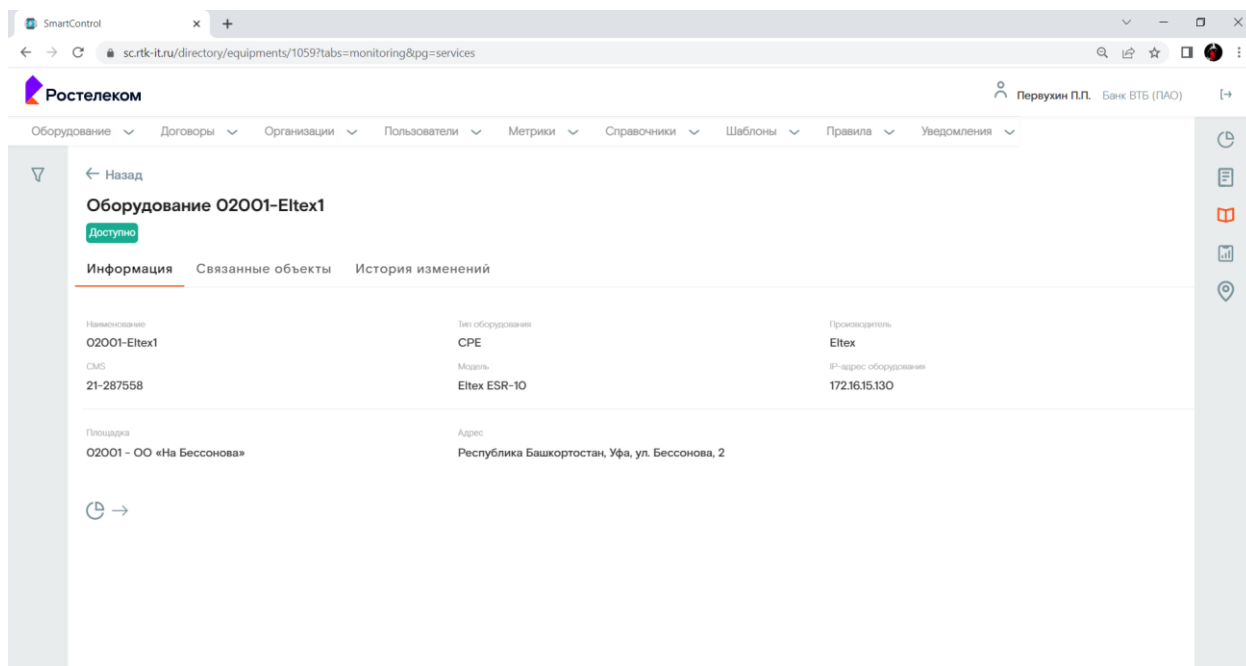 SmartControl
sc.rtk-it.ru/directory/equipments/1059?tabs=monitoring&pg=services
Ростелеком
Первухин П.П. Банк ВТБ (ПАО)
Оборудование Договоры Организации Пользователи Метрики Справочники Шаблоны Правила Уведомления
Назад
Оборудование 02001-Eltex1
Доступно
Информация Связанные объекты История изменений
Наименование Тип оборудования Производитель
02001-Eltex1 CPE Eltex
CMS Модель IP-адрес оборудования
21-287558 Eltex ESR-10 172.16.15.130
Площадка Адрес
02001 - ОО «На Бессонова» Республика Башкортостан, Уфа, ул. Бессонова, 2